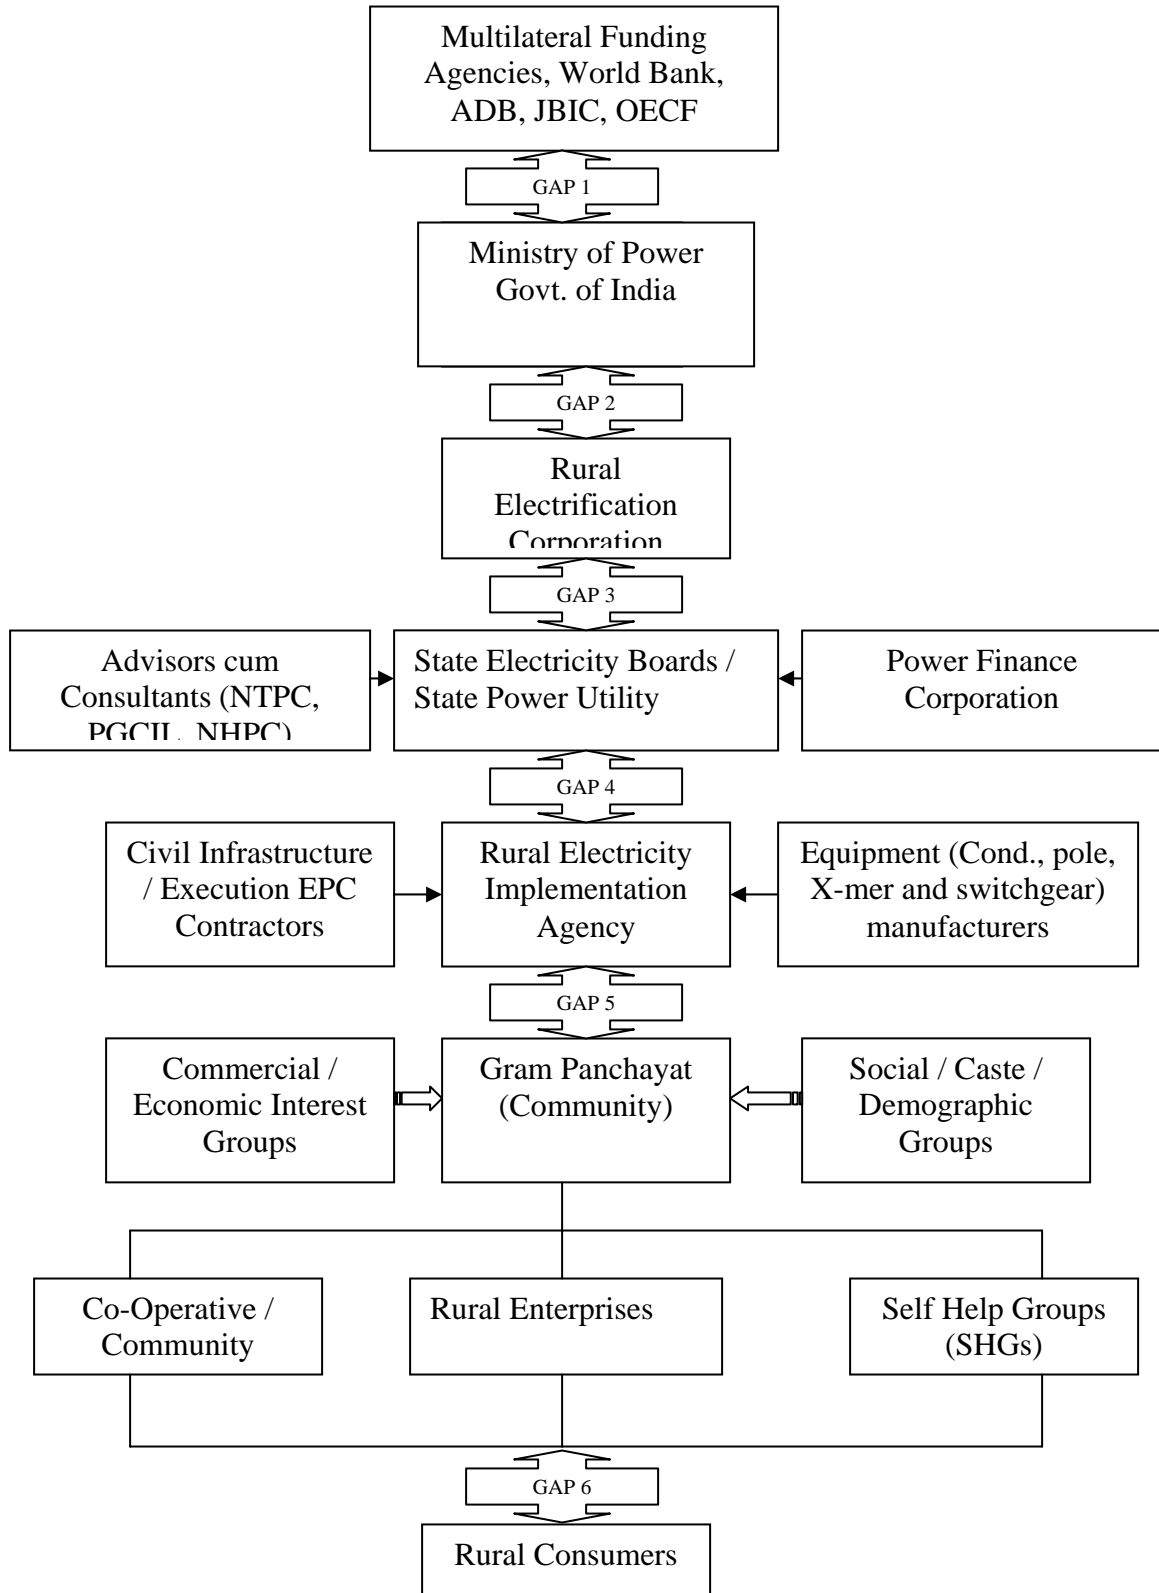 Multilateral Funding
Agencies, World Bank,
ADB, JBIC, OECF
GAP 1
Ministry of Power
Govt. of India
GAP 2
Rural
Electrification
Corporation
GAP 3
Advisors cum
Consultants (NTPC,
PGCIL, NHPC)
State Electricity Boards /
State Power Utility
Power Finance
Corporation
GAP 4
Civil Infrastructure
/ Execution EPC
Contractors
Rural Electricity
Implementation
Agency
Equipment (Cond., pole,
X-mer and switchgear)
manufacturers
GAP 5
Commercial /
Economic Interest
Groups
Gram Panchayat
(Community)
Social / Caste /
Demographic
Groups
Co-Operative /
Community
Rural Enterprises
Self Help Groups
(SHGs)
GAP 6
Rural Consumers